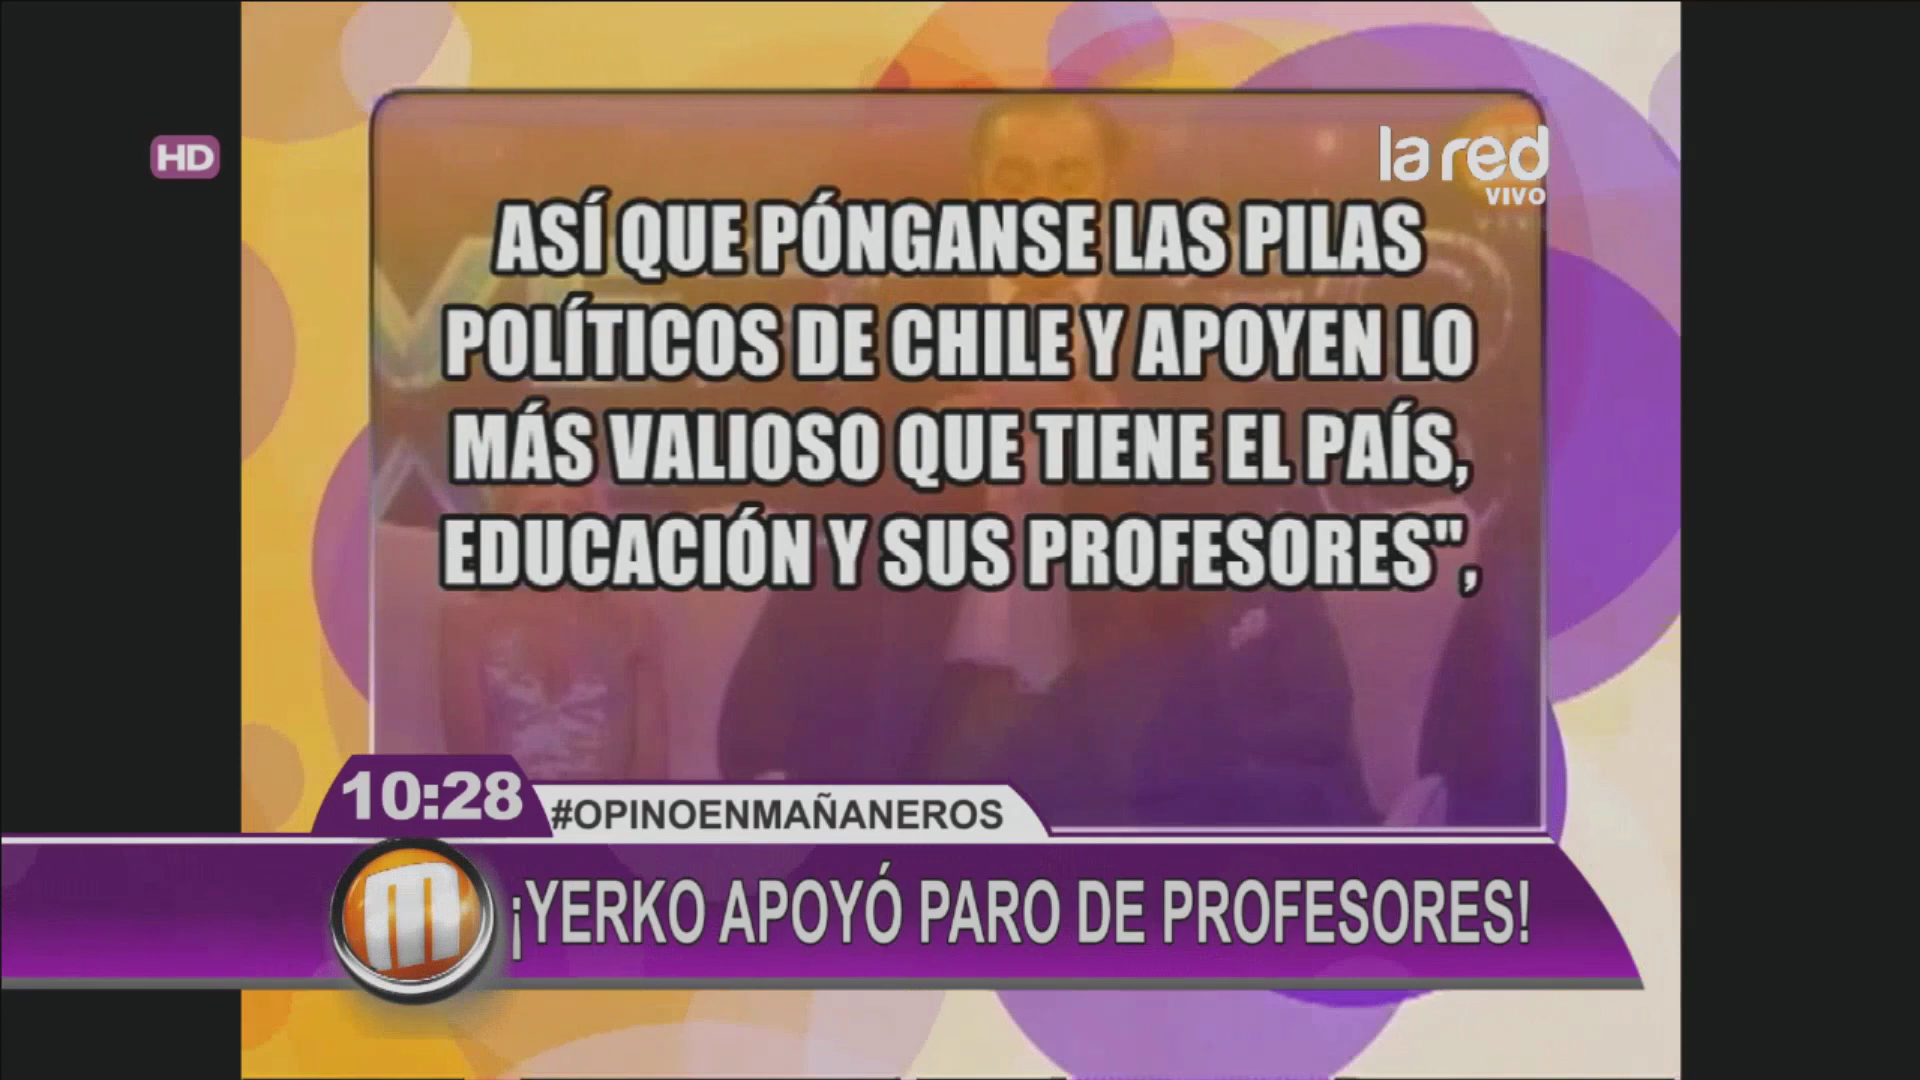 HD
la red
VIVO
ASÍ QUE PÓNGANSE LAS PILAS
POLÍTICOS DE CHILE Y APOYEN LO
MÁS VALIOSO QUE TIENE EL PAÍS,
EDUCACIÓN Y SUS PROFESORES",
10:28
#OPINOENMAÑANEROS
M
¡YERKO APOYÓ PARO DE PROFESORES!